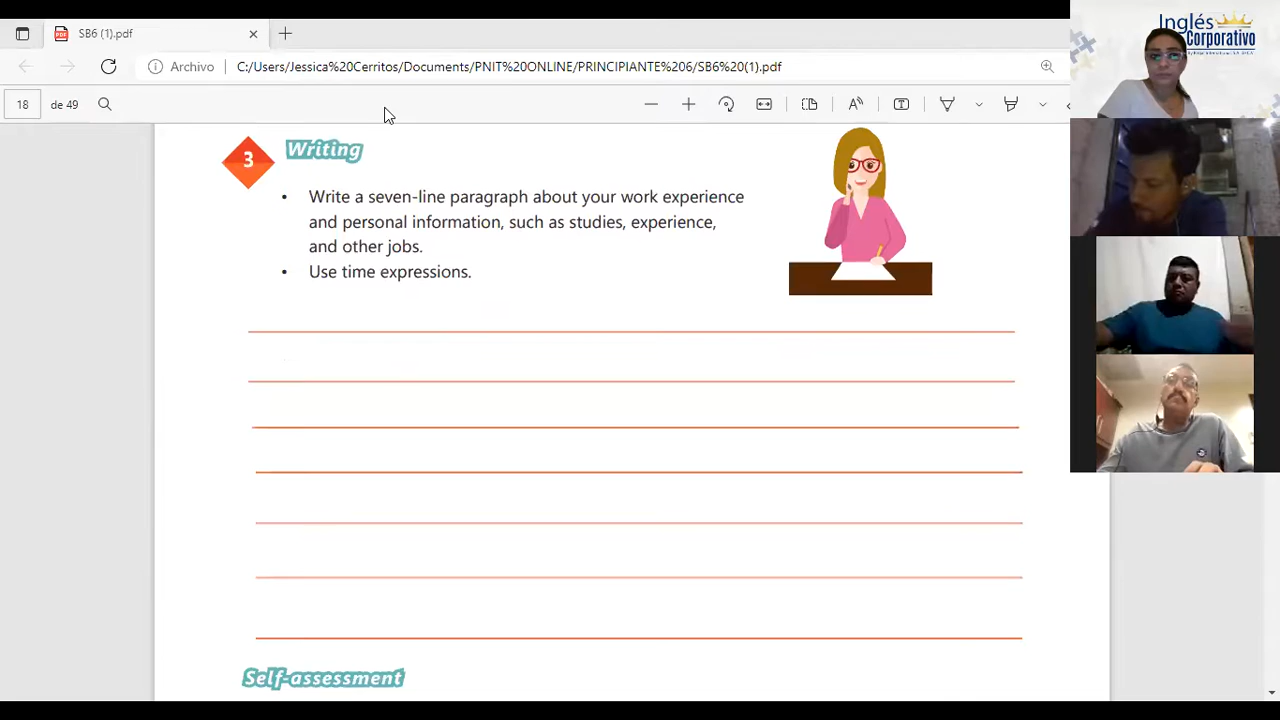 SB6 (1).pdf
Archivo
C:/Users/Jessica%20Cerritos/Documents/PNIT%20ONLINE/PRINCIPIANTE%206/SB6%20(1).pdf
18 de 49
3
Writing
• Write a seven-line paragraph about your work experience
and personal information, such as studies, experience,
and other jobs.
• Use time expressions.
Self-assessment
Inglés
Corporativo